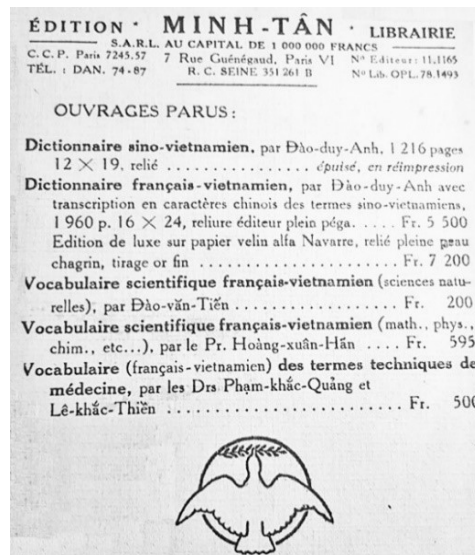 ÉDITION · MINH-TÂN · LIBRAIRIE
S.A.R.L. AU CAPITAL DE 1 000 000 FRANCS
C. C. P. Paris 7245.57 7 Rue Guénégaud, Paris VI Nº Editeur: 11.1165
TÉL. : DAN. 74-87 R. C. SEINE 351 261 B Nº Lib. OPL. 78.1493
OUVRAGES PARUS :
Dictionnaire sino-vietnamien, par Đào-duy-Anh, 1 216 pages
12 × 19, relié . . . . . . . . . . . . . . . . épuisé, en réimpression
Dictionnaire français-vietnamien, par Đào-duy-Anh avec
transcription en caractères chinois des termes sino-vietnamiens,
1 960 p. 16 × 24, reliure éditeur plein péga. . . . . Fr. 5 500
Edition de luxe sur papier velin alfa Navarre, relié pleine peau
chagrin, tirage or fin . . . . . . . . . . . . . . . . . . Fr. 7 200
Vocabulaire scientifique français-vietnamien (sciences natu-
relles), par Đào-văn-Tiến . . . . . . . . . . . . . . Fr. 200
Vocabulaire scientifique français-vietnamien (math., phys.,
chim., etc...), par le Pr. Hoàng-xuân-Hãn . . . . Fr. 595
Vocabulaire (français-vietnamien) des termes techniques de
médecine, par les Drs Phạm-khắc-Quảng et
Lê-khắc-Thiền . . . . . . . . . . . . . . . . . . . . . . . Fr. 500